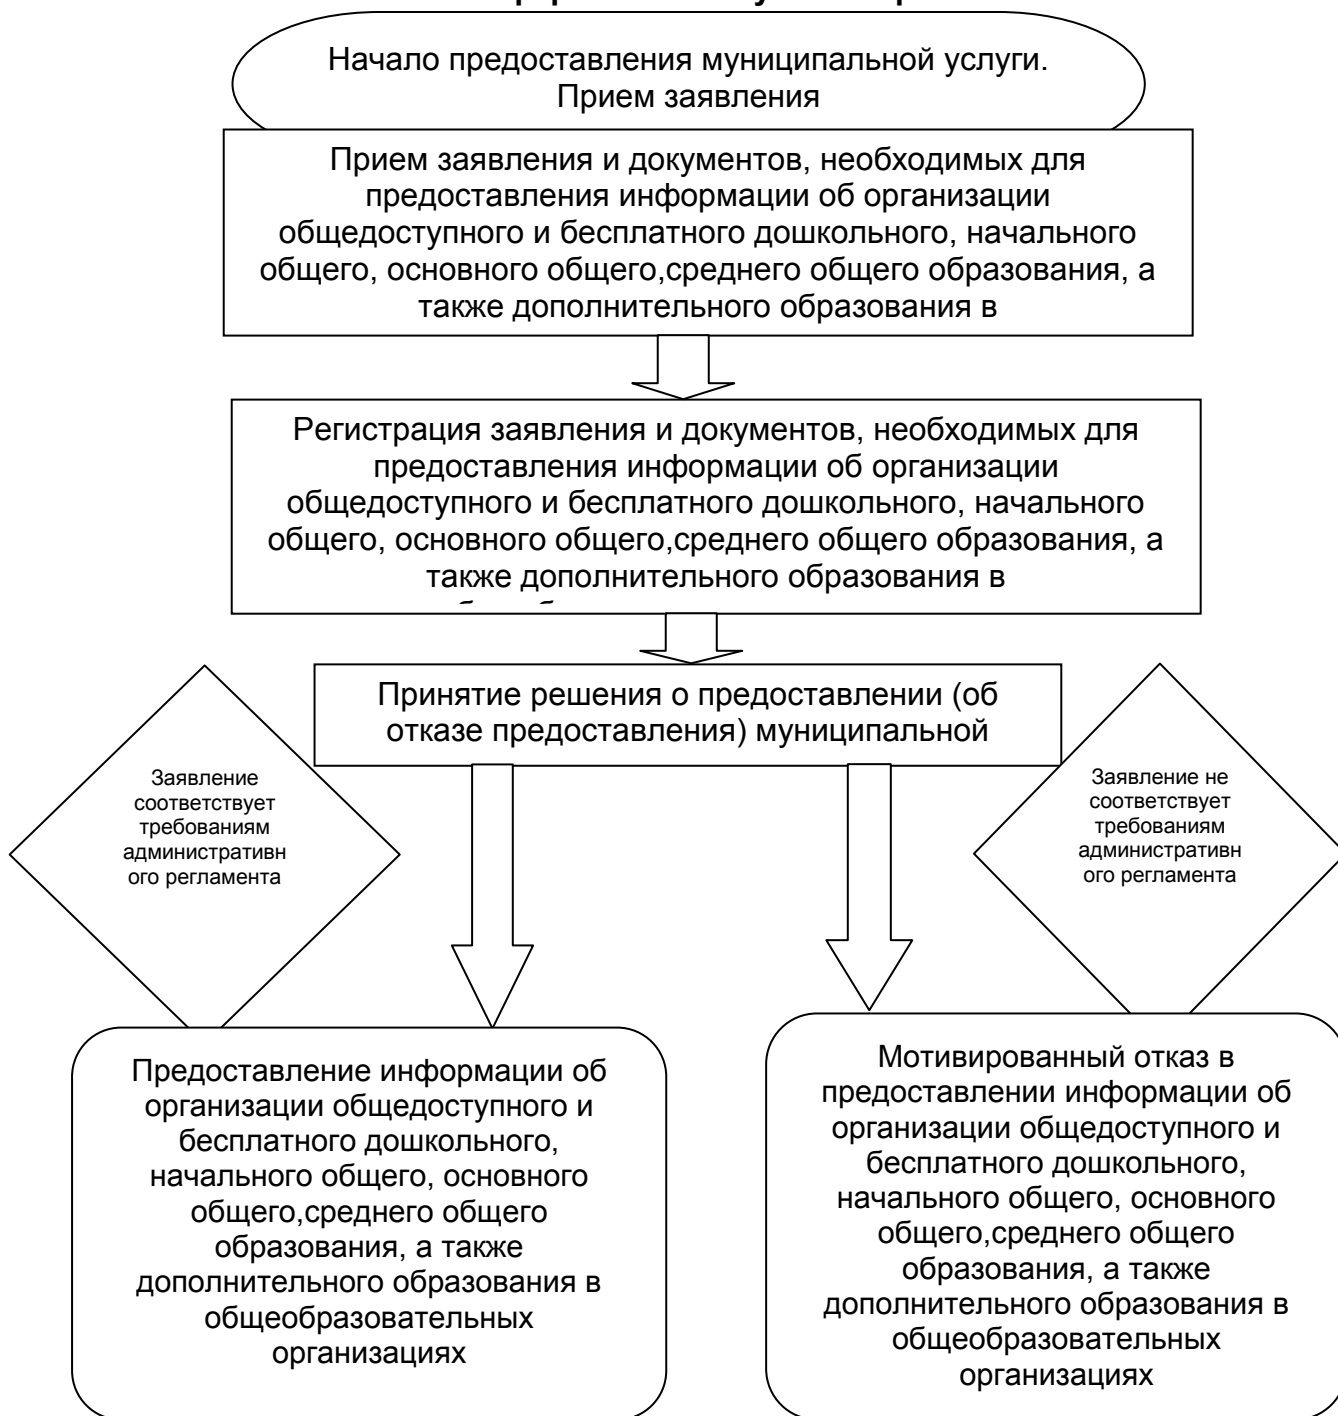 Начало предоставления муниципальной услуги.
Прием заявления
Прием заявления и документов, необходимых для
предоставления информации об организации
общедоступного и бесплатного дошкольного, начального
общего, основного общего,среднего общего образования, а
также дополнительного образования в
Регистрация заявления и документов, необходимых для
предоставления информации об организации
общедоступного и бесплатного дошкольного, начального
общего, основного общего,среднего общего образования, а
также дополнительного образования в
Принятие решения о предоставлении (об
отказе предоставления) муниципальной
Заявление
соответствует
требованиям
административн
ого регламента
Заявление не
соответствует
требованиям
административн
ого регламента
Предоставление информации об
организации общедоступного и
бесплатного дошкольного,
начального общего, основного
общего,среднего общего
образования, а также
дополнительного образования в
общеобразовательных
организациях
Мотивированный отказ в
предоставлении информации об
организации общедоступного и
бесплатного дошкольного,
начального общего, основного
общего,среднего общего
образования, а также
дополнительного образования в
общеобразовательных
организациях